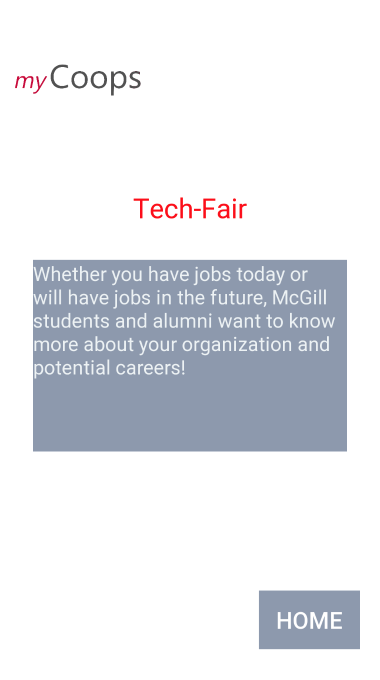 myCoops
Tech-Fair
Whether you have jobs today or
will have jobs in the future, McGill
students and alumni want to know
more about your organization and
potential careers!
HOME